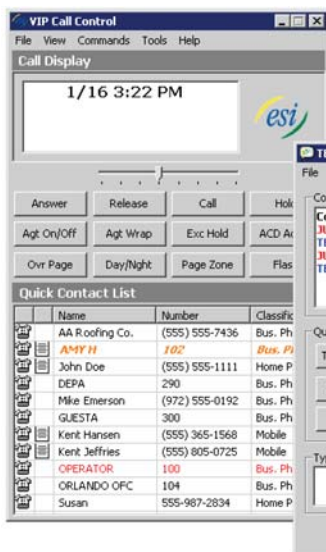 VIP Call Control
File View Commands Tools Help
Call Display
1/16 3:22 PM
esi
Answer Release Call Hold
Agt On/Off Agt Wrap Exc Hold ACD
Ovr Page Day/Nght Page Zone Flas
Quick Contact List
Name Number Classific
AA Roofing Co. (555) 555-7436 Bus. Ph
AMY H 102 Bus. Ph
John Doe (555) 555-1111 Home P
DEPA 290 Bus. Ph
Mike Emerson (972) 555-0192 Bus. Ph
GUESTA 300 Bus. Ph
Kent Hansen (555) 365-1568 Mobile
Kent Jeffries (555) 805-0725 Mobile
OPERATOR 100 Bus. Ph
ORLANDO OFC 104 Bus. Ph
Susan 555-987-2834 Home P
File